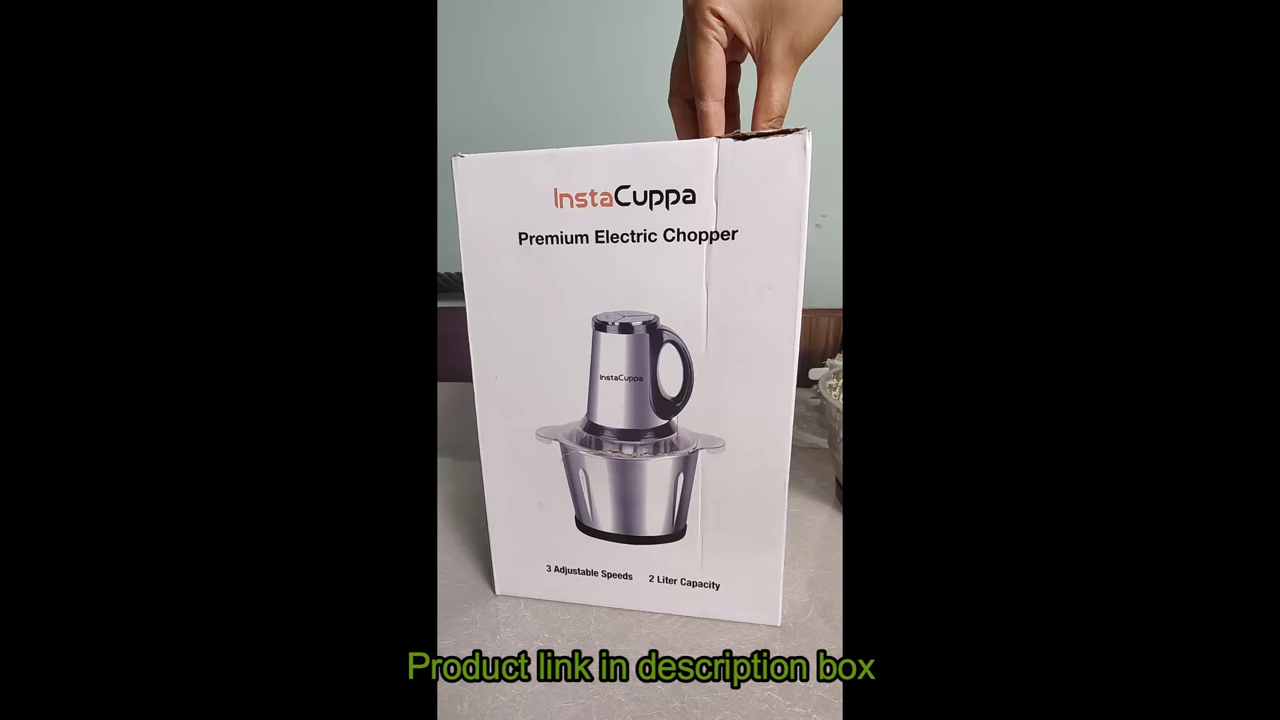 InstaCuppa
Premium Electric Chopper
InstaCuppa
3 Adjustable Speeds 2 Liter Capacity
Product link in description box